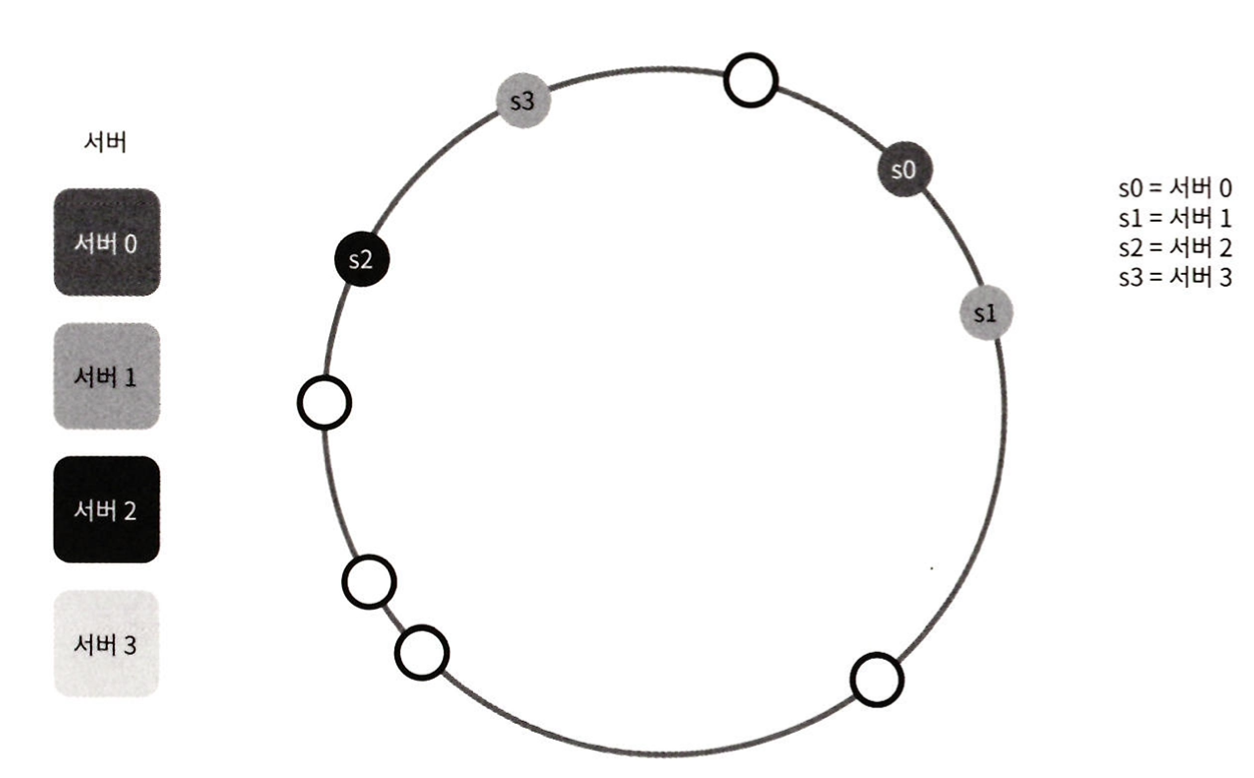 서버
서버 0
서버 1
서버 2
서버 3
s3
s0
s2
s1
s0 = 서버 0
s1 = 서버 1
s2 = 서버 2
s3 = 서버 3